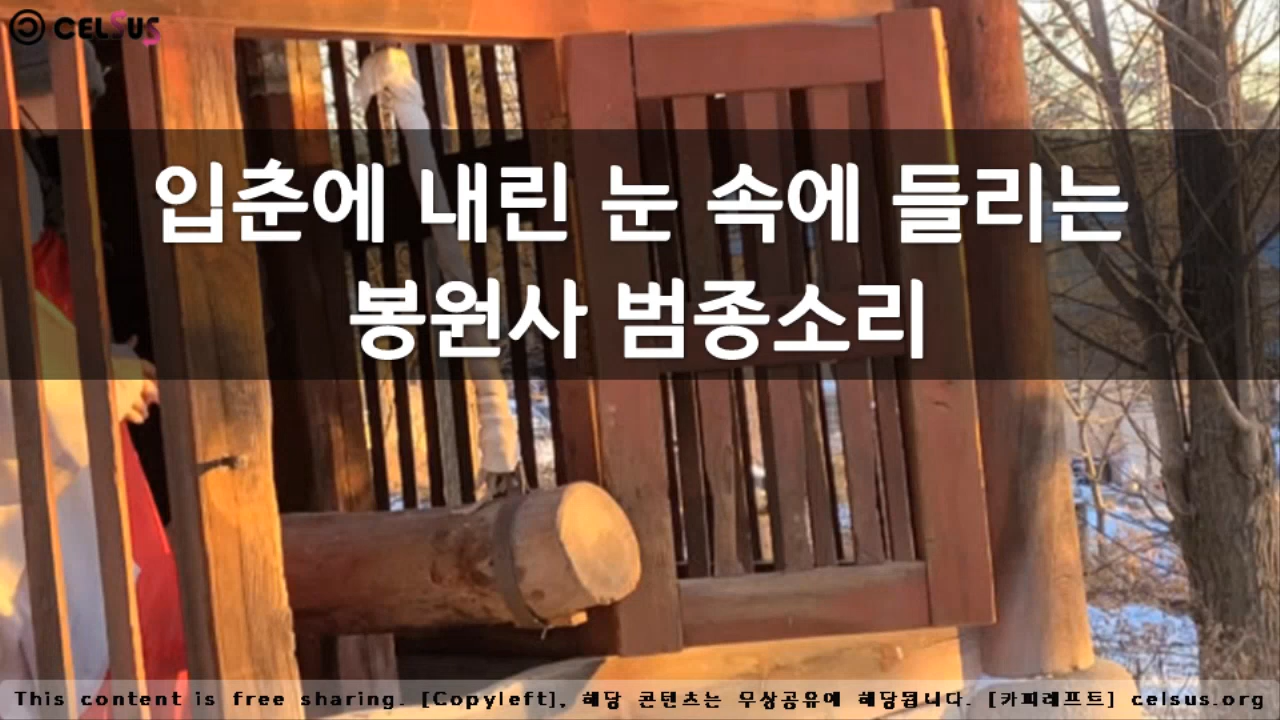 CELSUS
입춘에 내린 눈 속에 들리는
봉원사 범종소리
This content is free sharing. [Copyleft], 해당 콘텐츠는 무상공유에 해당됩니다. [카피레프트] celsus.org